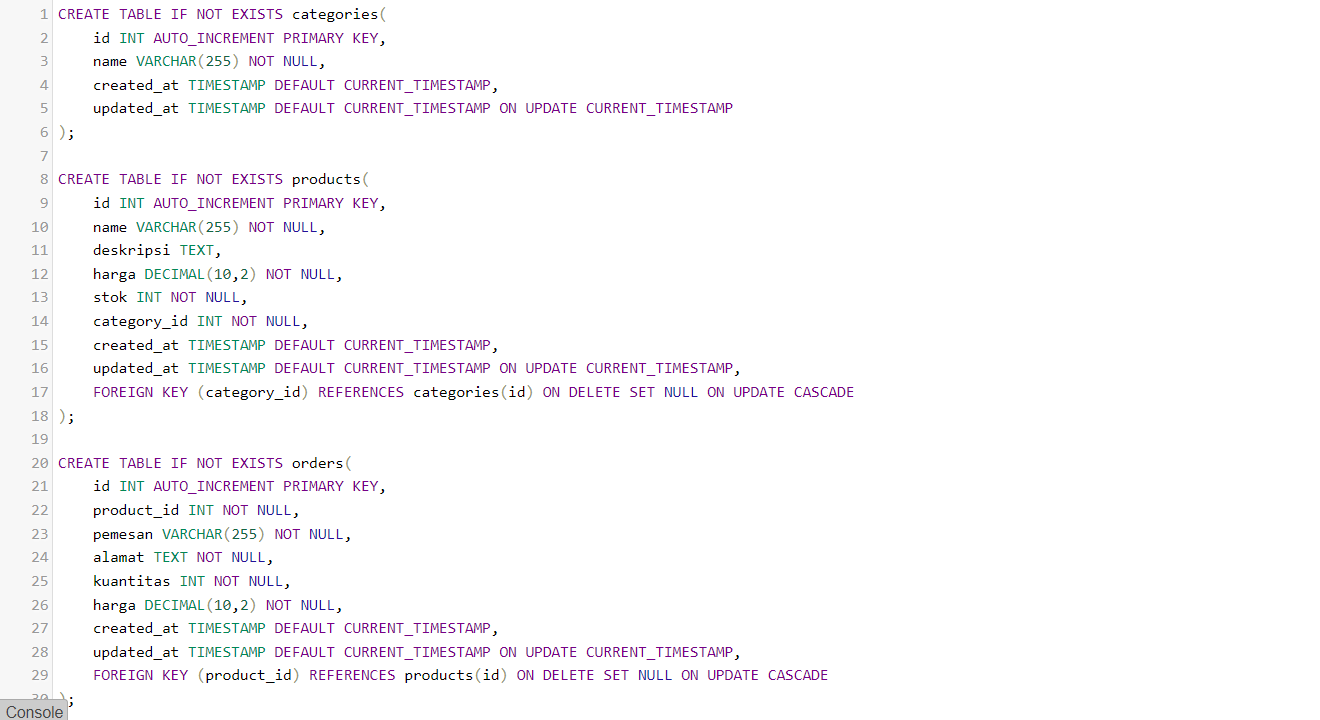 1 CREATE TABLE IF NOT EXISTS categories(
2     id INT AUTO_INCREMENT PRIMARY KEY,
3     name VARCHAR(255) NOT NULL,
4     created_at TIMESTAMP DEFAULT CURRENT_TIMESTAMP,
5     updated_at TIMESTAMP DEFAULT CURRENT_TIMESTAMP ON UPDATE CURRENT_TIMESTAMP
6 );
7
8 CREATE TABLE IF NOT EXISTS products(
9     id INT AUTO_INCREMENT PRIMARY KEY,
10     name VARCHAR(255) NOT NULL,
11     deskripsi TEXT,
12     harga DECIMAL(10,2) NOT NULL,
13     stok INT NOT NULL,
14     category_id INT NOT NULL,
15     created_at TIMESTAMP DEFAULT CURRENT_TIMESTAMP,
16     updated_at TIMESTAMP DEFAULT CURRENT_TIMESTAMP ON UPDATE CURRENT_TIMESTAMP,
17     FOREIGN KEY (category_id) REFERENCES categories(id) ON DELETE SET NULL ON UPDATE CASCADE
18 );
19
20 CREATE TABLE IF NOT EXISTS orders(
21     id INT AUTO_INCREMENT PRIMARY KEY,
22     product_id INT NOT NULL,
23     pemesan VARCHAR(255) NOT NULL,
24     alamat TEXT NOT NULL,
25     kuantitas INT NOT NULL,
26     harga DECIMAL(10,2) NOT NULL,
27     created_at TIMESTAMP DEFAULT CURRENT_TIMESTAMP,
28     updated_at TIMESTAMP DEFAULT CURRENT_TIMESTAMP ON UPDATE CURRENT_TIMESTAMP,
29     FOREIGN KEY (product_id) REFERENCES products(id) ON DELETE SET NULL ON UPDATE CASCADE
30 );
Console